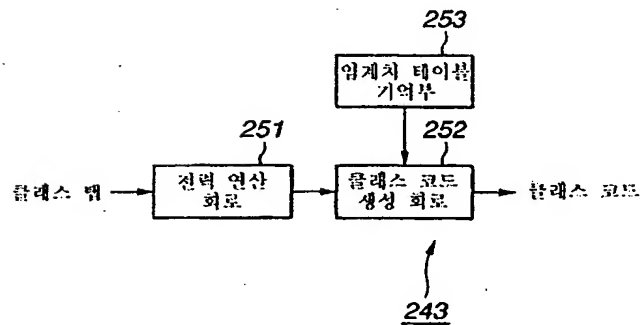 253
임계치 테이블
기억부
251
252
클래스 탭
전력 연산
회로
클래스 코드
생성 회로
클래스 코드
243